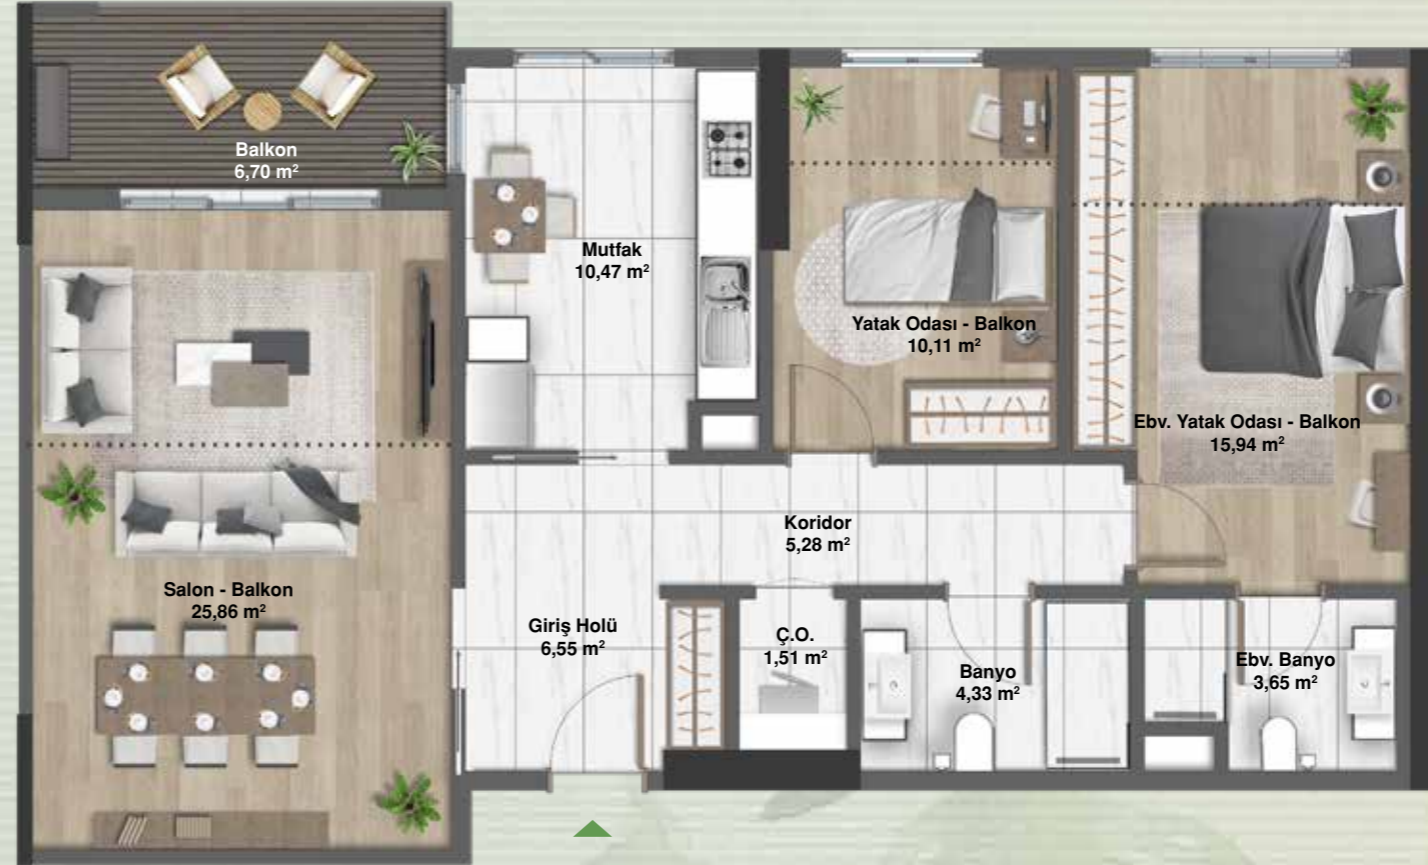 Balkon
6,70 m²
Mutfak
10,47 m²
Yatak Odası - Balkon
10,11 m²
Ebv. Yatak Odası - Balkon
15,94 m²
Koridor
5,28 m²
Salon - Balkon
25,86 m²
Giriş Holü
6,55 m²
Ç.O.
1,51 m²
Banyo
4,33 m²
Ebv. Banyo
3,65 m²